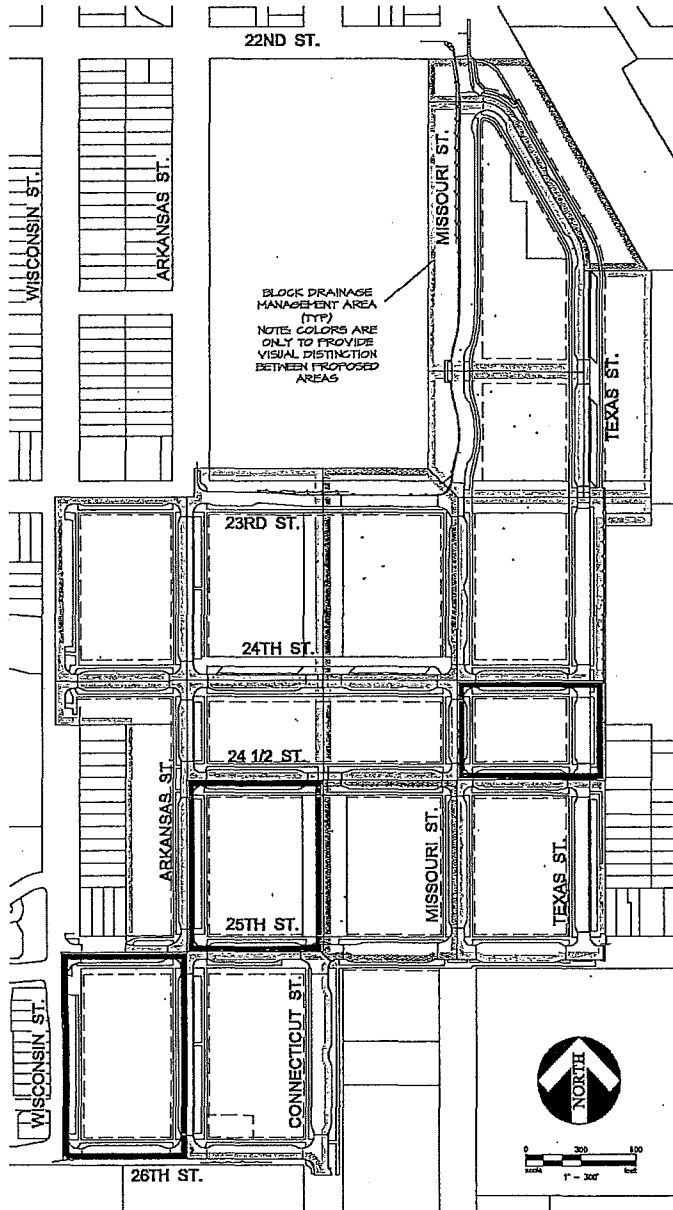 22ND ST.
WISCONSIN ST.
ARKANSAS ST.
MISSOURI ST.
BLOCK DRAINAGE
MANAGEMENT AREA
(TYP)
NOTE: COLORS ARE
ONLY TO PROVIDE
VISUAL DISTINCTION
BETWEEN PROPOSED
AREAS
TEXAS ST.
23RD ST.
24TH ST.
24 1/2 ST.
ARKANSAS ST.
MISSOURI ST.
TEXAS ST.
25TH ST.
WISCONSIN ST.
CONNECTICUT ST.
NORTH
0 300
scale feet
1" = 300'
26TH ST.